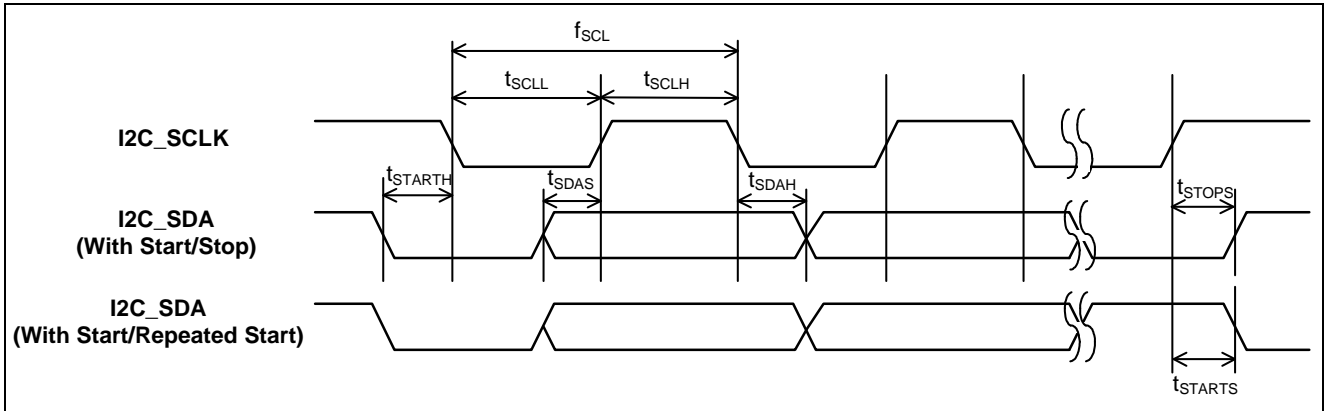 fSCL
tSCLL
tSCLH
I2C_SCLK
tSTARTH
tSDAS
tSDAH
tSTOPS
I2C_SDA
(With Start/Stop)
I2C_SDA
(With Start/Repeated Start)
tSTARTS